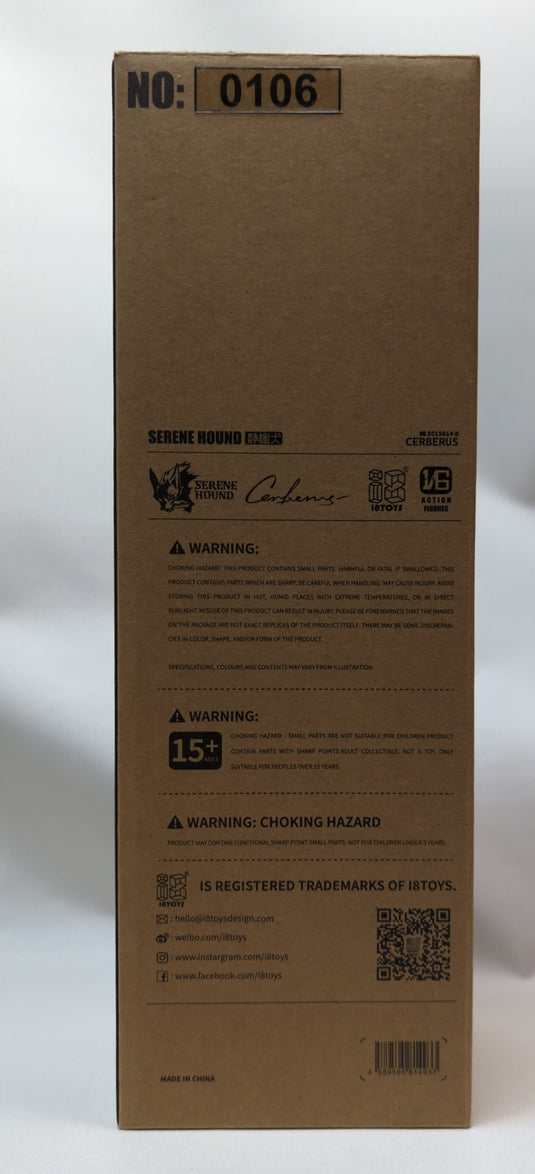 NO: 0106
SERENE HOUND
CERBERUS
SERENE
HOUND
Cerberus
i8TOYS
1/6
ACTION
FIGURES
WARNING:
CHOKING HAZARD: THIS PRODUCT CONTAINS SMALL PARTS. HARMFUL OR FATAL IF SWALLOWED. THIS
PRODUCT CONTAINS PARTS WHICH ARE SHARP, BE CAREFUL WHEN HANDLING. MAY CAUSE INJURY. AVOID
STORING THIS PRODUCT IN HOT, HUMID PLACES WITH EXTREME TEMPERATURES, OR IN DIRECT
SUNLIGHT. MISUSE OF THIS PRODUCT CAN RESULT IN INJURY. PLEASE BE FOREWARNED THAT THE IMAGES
ON THE PACKAGE ARE NOT EXACT REPLICAS OF THE PRODUCT ITSELF. THERE MAY BE SOME DISCREPAN-
CIES IN COLOR, SHAPE, AND/OR FORM OF THE PRODUCT.
SPECIFICATIONS, COLOURS AND CONTENTS MAY VARY FROM ILLUSTRATION.
WARNING:
15+ AGES
CHOKING HAZARD - SMALL PARTS ARE NOT SUITABLE FOR CHILDREN.PRODUCT
CONTAIN PARTS WITH SHARP POINTS.ADULT COLLECTIBLE. NOT A TOY. ONLY
SUITABLE FOR PEOPLES OVER 15 YEARS.
WARNING: CHOKING HAZARD
PRODUCT MAY CONTAIN FUNCTIONAL SHARP POINT SMALL PARTS. NOT FOR CHILDREN UNDER 3 YEARS.
i8TOYS
IS REGISTERED TRADEMARKS OF I8TOYS.
: hello@i8toysdesign.com
: weibo.com/i8toys
: www.instargram.com/i8toys
: www.facebook.com/i8toys
MADE IN CHINA